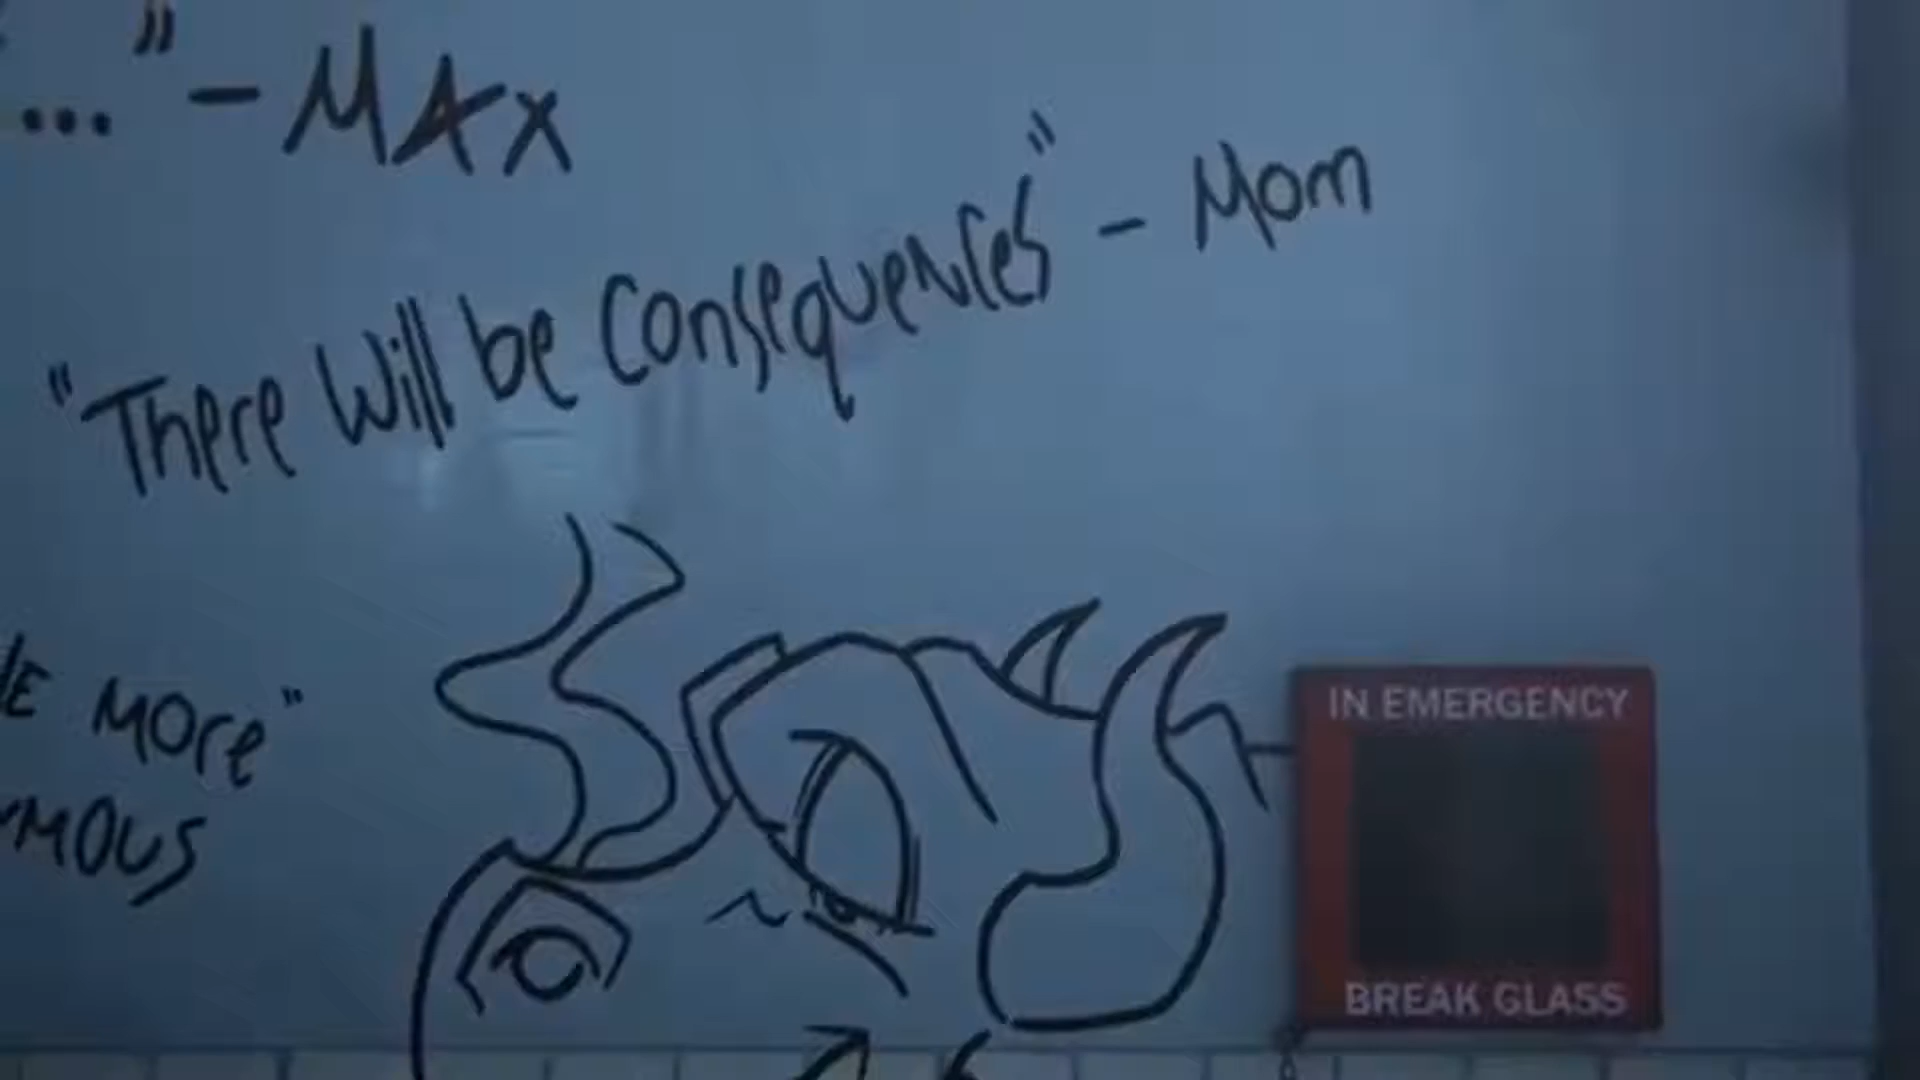 ..." - MAX
"There Will be Consequences" - Mom
MOre"
IN EMERGENCY
BREAK GLASS